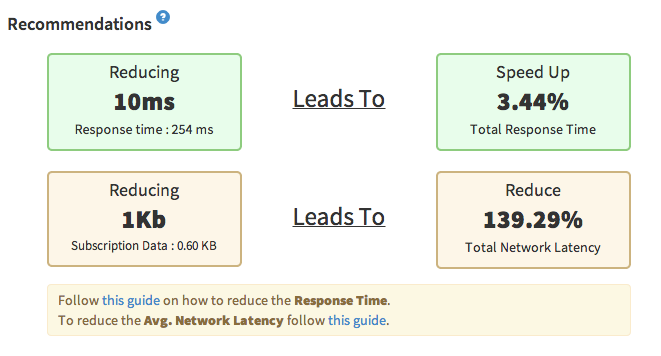 Recommendations ?
Reducing
10ms
Response time : 254 ms
Leads To
Speed Up
3.44%
Total Response Time
Reducing
1Kb
Subscription Data : 0.60 KB
Leads To
Reduce
139.29%
Total Network Latency
Follow this guide on how to reduce the Response Time.
To reduce the Avg. Network Latency follow this guide.